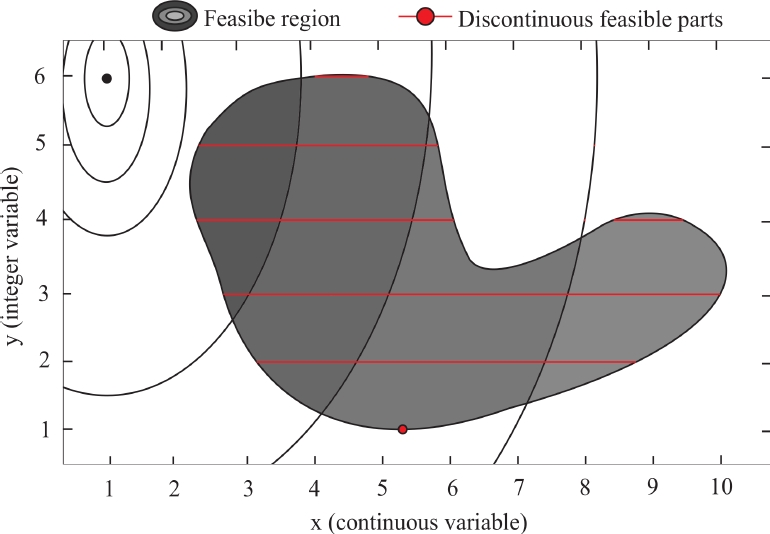 Feasibe region
Discontinuous feasible parts
6
5
4
3
2
1
y (integer variable)
1 2 3 4 5 6 7 8 9 10
x (continuous variable)